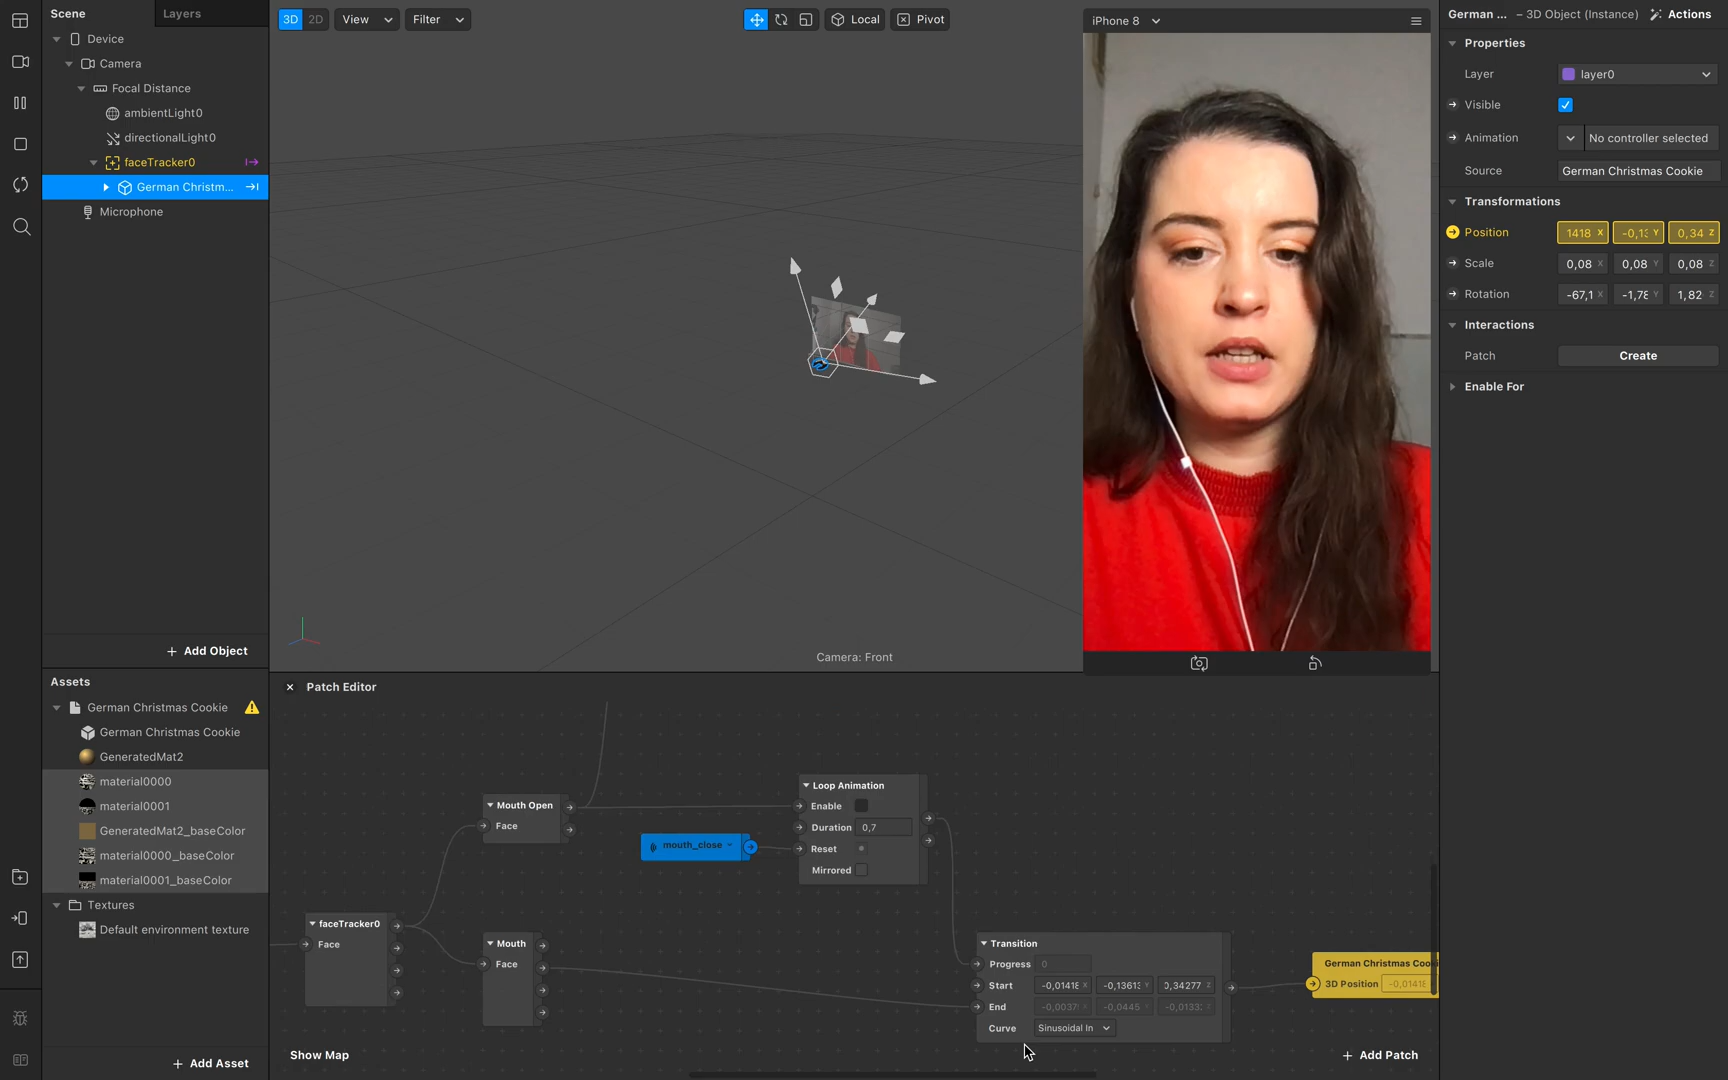 Scene
Layers
Device
Camera
Focal Distance
ambientLight0
directionalLight0
faceTracker0
German Christm...
Microphone
+ Add Object
Assets
German Christmas Cookie
German Christmas Cookie
GeneratedMat2
material0000
material0001
GeneratedMat2_baseColor
material0000_baseColor
material0001_baseColor
Textures
Default environment texture
+ Add Asset
3D 2D
View
Filter
Local
Pivot
Camera: Front
iPhone 8
German ... – 3D Object (Instance)
Actions
Properties
Layer layer0
Visible
Animation No controller selected
Source German Christmas Cookie
Transformations
Position 1418 X -0,13 Y 0,34 Z
Scale 0,08 X 0,08 Y 0,08 Z
Rotation -67,1 X -1,78 Y 1,82 Z
Interactions
Patch Create
Enable For
Patch Editor
Mouth Open
Face
mouth_close
Loop Animation
Enable
Duration 0,7
Reset
Mirrored
faceTracker0
Face
Mouth
Face
Transition
Progress 0
Start -0,01418 X -0,13613 Y 0,34277 Z
End -0,0037 -0,0445 -0,0133
Curve Sinusoidal In
German Christmas Cooki
3D Position -0,01418
Show Map
+ Add Patch